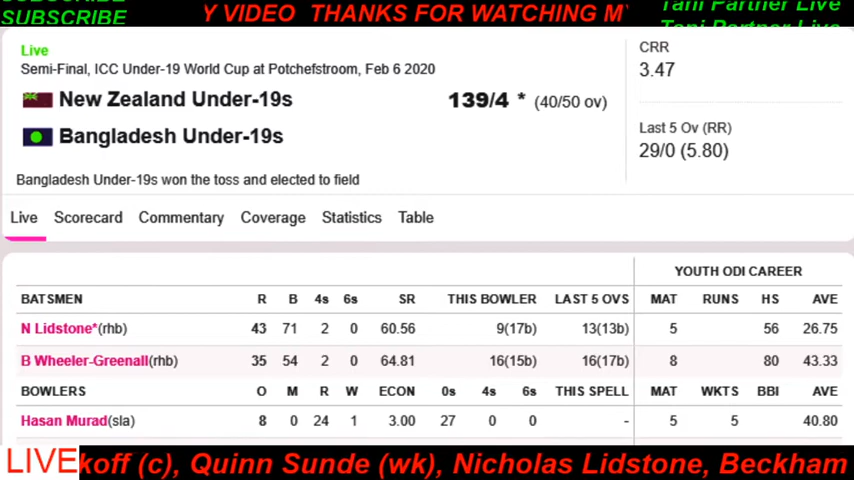 SUBSCRIBE
SUBSCRIBE
Y VIDEO THANKS FOR WATCHING M
Tani Partner Live
Tani Partner Live
Live
Semi-Final, ICC Under-19 World Cup at Potchefstroom, Feb 6 2020
New Zealand Under-19s 139/4 * (40/50 ov)
Bangladesh Under-19s
Bangladesh Under-19s won the toss and elected to field
CRR
3.47
Last 5 Ov (RR)
29/0 (5.80)
Live Scorecard Commentary Coverage Statistics Table
YOUTH ODI CAREER
BATSMEN R B 4s 6s SR THIS BOWLER LAST 5 OVS MAT RUNS HS AVE
N Lidstone*(rhb) 43 71 2 0 60.56 9(17b) 13(13b) 5 56 26.75
B Wheeler-Greenall(rhb) 35 54 2 0 64.81 16(15b) 16(17b) 8 80 43.33
BOWLERS O M R W ECON 0s 4s 6s THIS SPELL MAT WKTS BBI AVE
Hasan Murad(sla) 8 0 24 1 3.00 27 0 0 - 5 5 40.80
LIVE koff (c), Quinn Sunde (wk), Nicholas Lidstone, Beckham